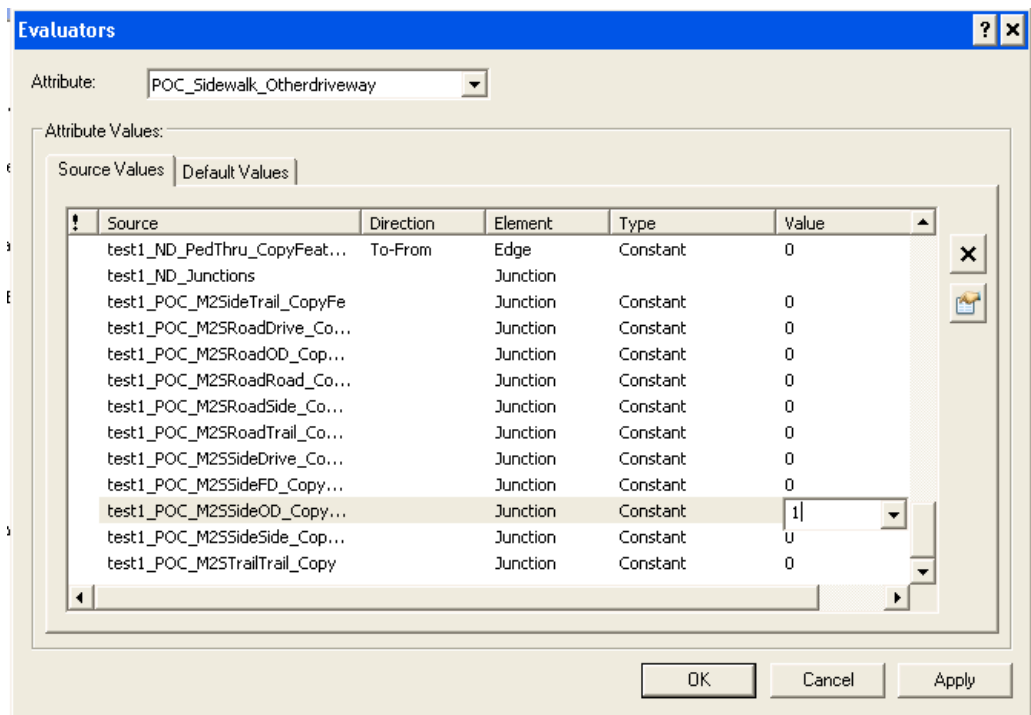 Evaluators ? ×
Attribute: POC_Sidewalk_Otherdriveway
Attribute Values:
Source Values Default Values
! Source Direction Element Type Value
test1_ND_PedThru_CopyFeat... To-From Edge Constant 0
test1_ND_Junctions Junction
test1_POC_M2SideTrail_CopyFe Junction Constant 0
test1_POC_M2SRoadDrive_Co... Junction Constant 0
test1_POC_M2SRoadOD_Cop... Junction Constant 0
test1_POC_M2SRoadRoad_Co... Junction Constant 0
test1_POC_M2SRoadSide_Co... Junction Constant 0
test1_POC_M2SRoadTrail_Co... Junction Constant 0
test1_POC_M2SSideDrive_Co... Junction Constant 0
test1_POC_M2SSideFD_Copy... Junction Constant 0
test1_POC_M2SSideOD_Copy... Junction Constant 1
test1_POC_M2SSideSide_Cop... Junction Constant 0
test1_POC_M2STrailTrail_Copy Junction Constant 0
OK Cancel Apply